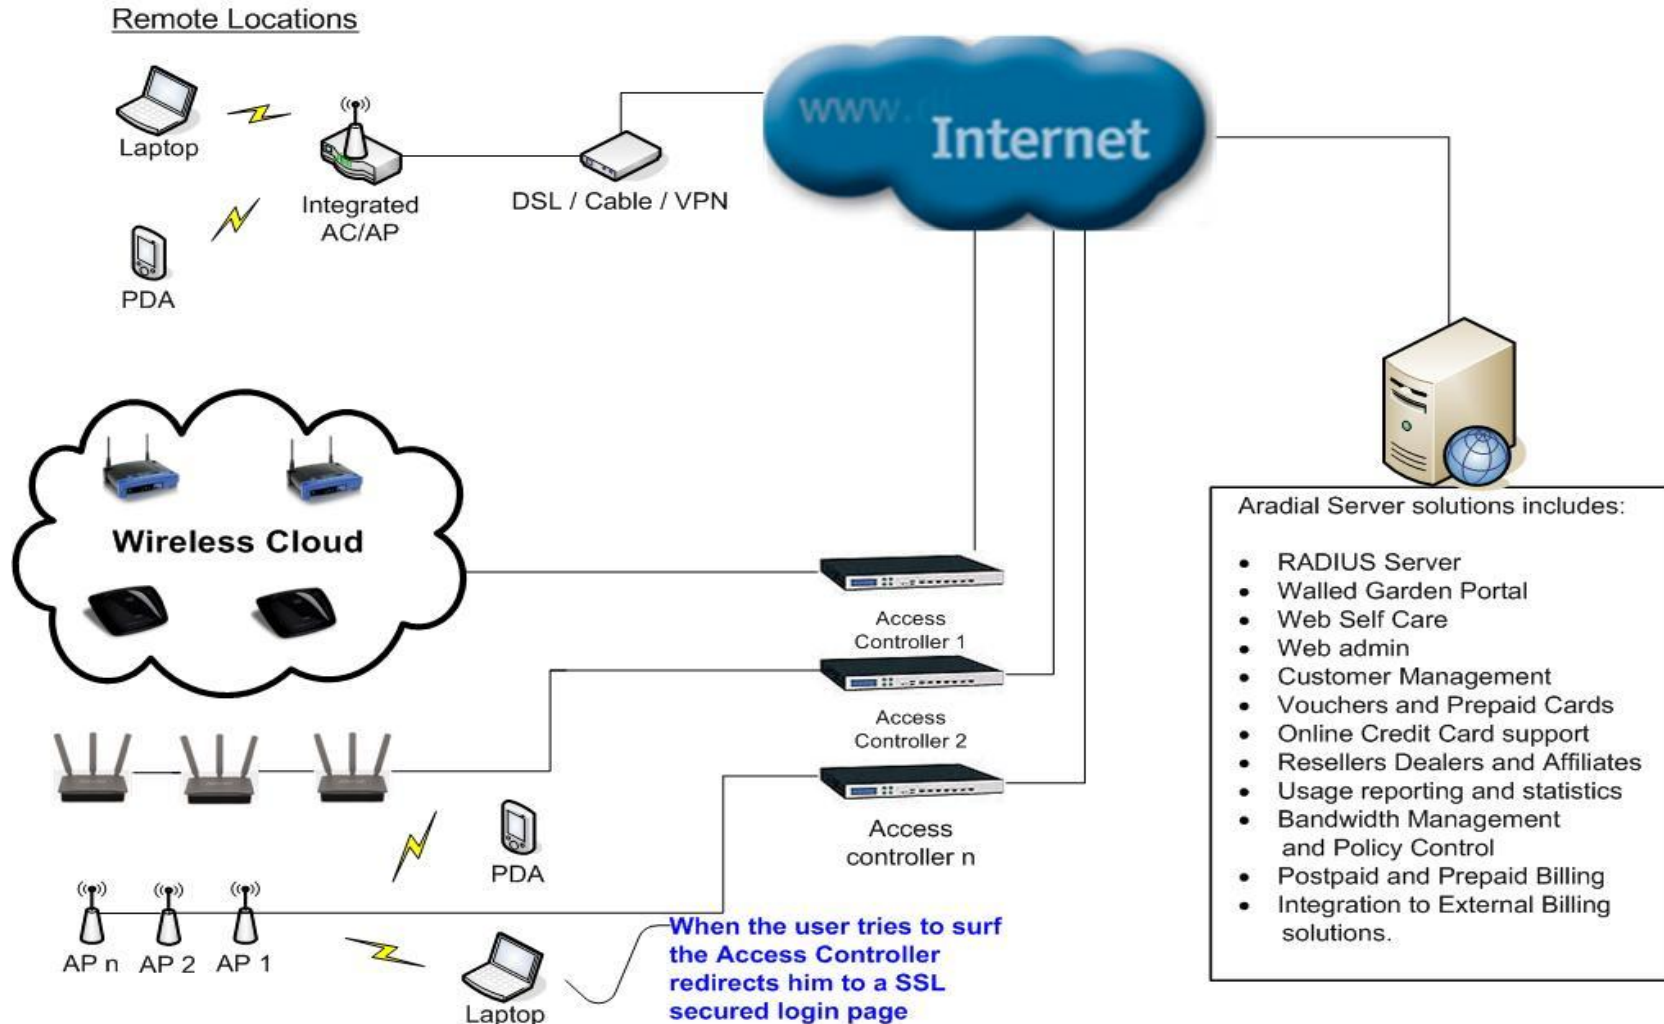 Remote Locations
Laptop
Integrated
AC/AP
DSL / Cable / VPN
PDA
www.
Internet
Wireless Cloud
Access
Controller 1
Access
Controller 2
Access
controller n
PDA
AP n
AP 2
AP 1
Laptop
When the user tries to surf
the Access Controller
redirects him to a SSL
secured login page
Aradial Server solutions includes:
• RADIUS Server
• Walled Garden Portal
• Web Self Care
• Web admin
• Customer Management
• Vouchers and Prepaid Cards
• Online Credit Card support
• Resellers Dealers and Affiliates
• Usage reporting and statistics
• Bandwidth Management
and Policy Control
• Postpaid and Prepaid Billing
• Integration to External Billing
solutions.